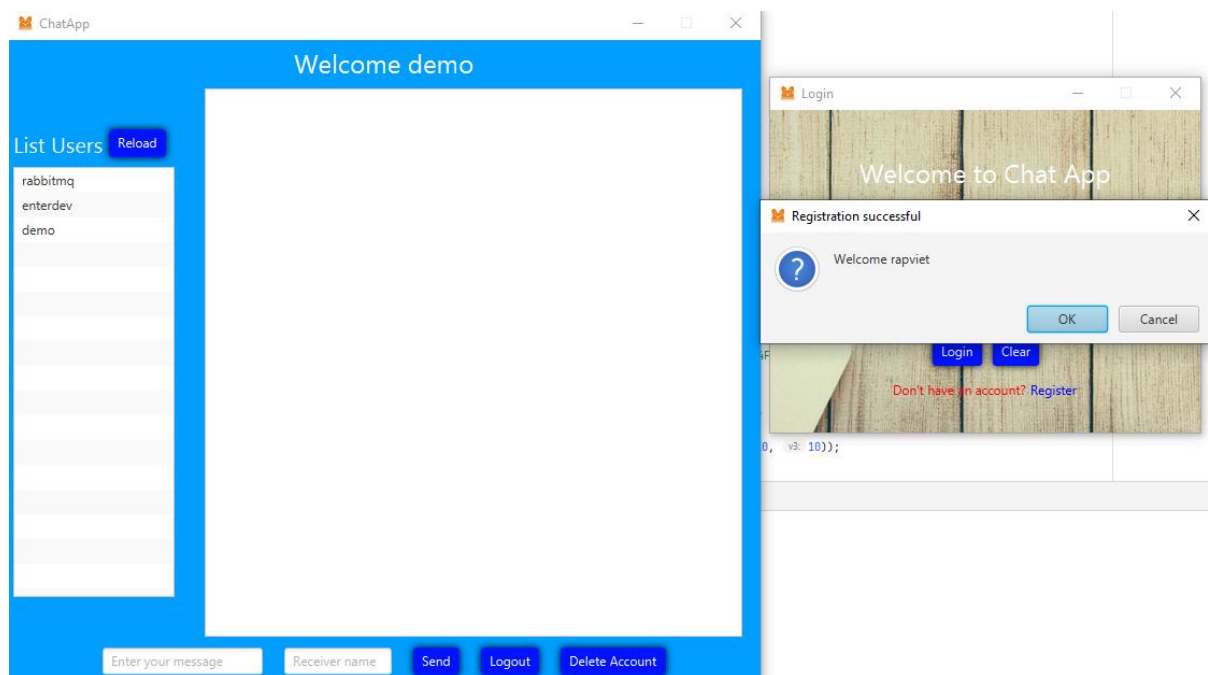 ChatApp
Welcome demo
List Users Reload
rabbitmq
enterdev
demo
Enter your message
Receiver name
Send
Logout
Delete Account
Login
Welcome to Chat App
Registration successful
Welcome rapviet
OK
Cancel
Login
Clear
Don't have an account? Register
v3: 10));